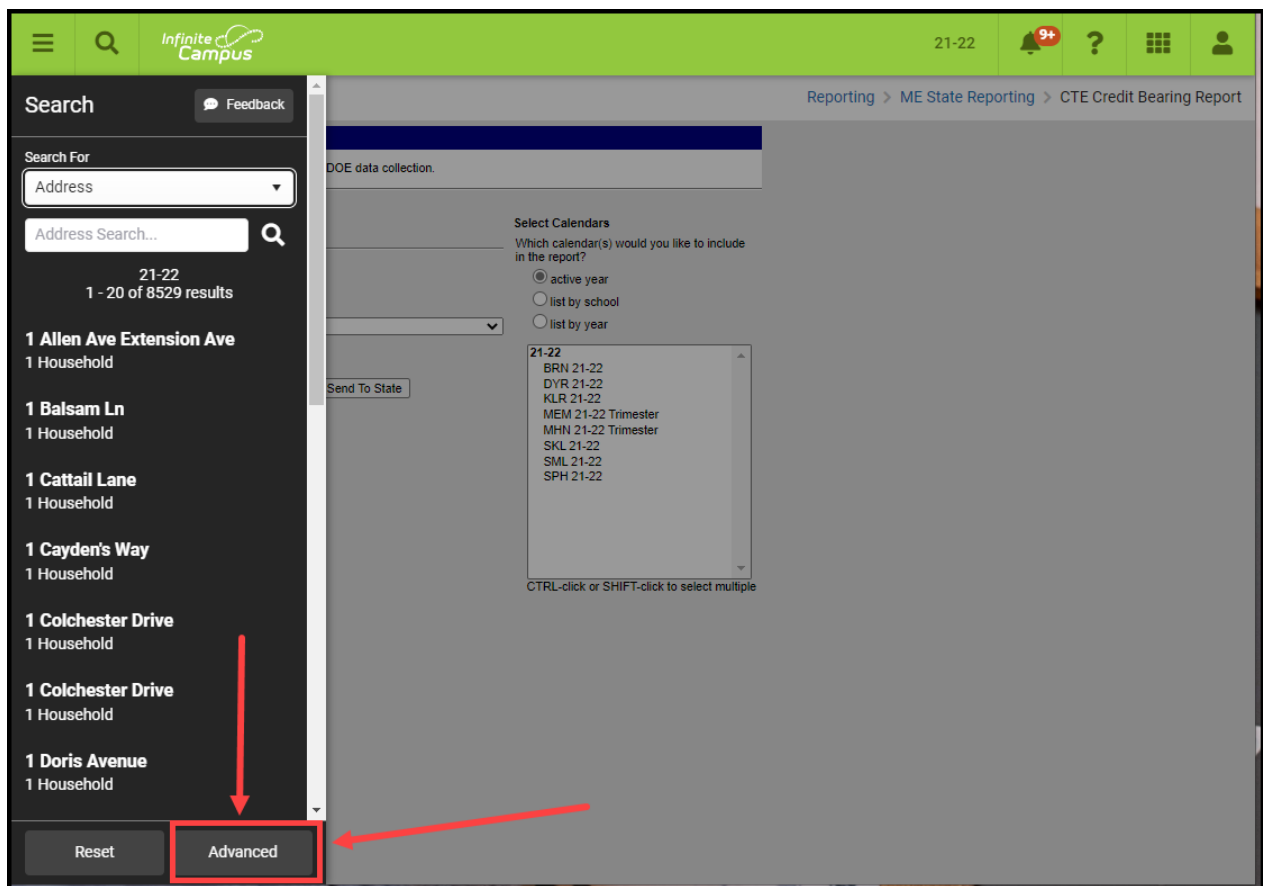 Infinite
Campus
21-22
9+
?
Search
Feedback
Reporting > ME State Reporting > CTE Credit Bearing Report
Search For
Address
Address Search...
21-22
1 - 20 of 8529 results
1 Allen Ave Extension Ave
1 Household
1 Balsam Ln
1 Household
1 Cattail Lane
1 Household
1 Cayden's Way
1 Household
1 Colchester Drive
1 Household
1 Colchester Drive
1 Household
1 Doris Avenue
1 Household
Reset
Advanced
DOE data collection.
Send To State
Select Calendars
Which calendar(s) would you like to include
in the report?
active year
list by school
list by year
21-22
BRN 21-22
DYR 21-22
KLR 21-22
MEM 21-22 Trimester
MHN 21-22 Trimester
SKL 21-22
SML 21-22
SPH 21-22
CTRL-click or SHIFT-click to select multiple